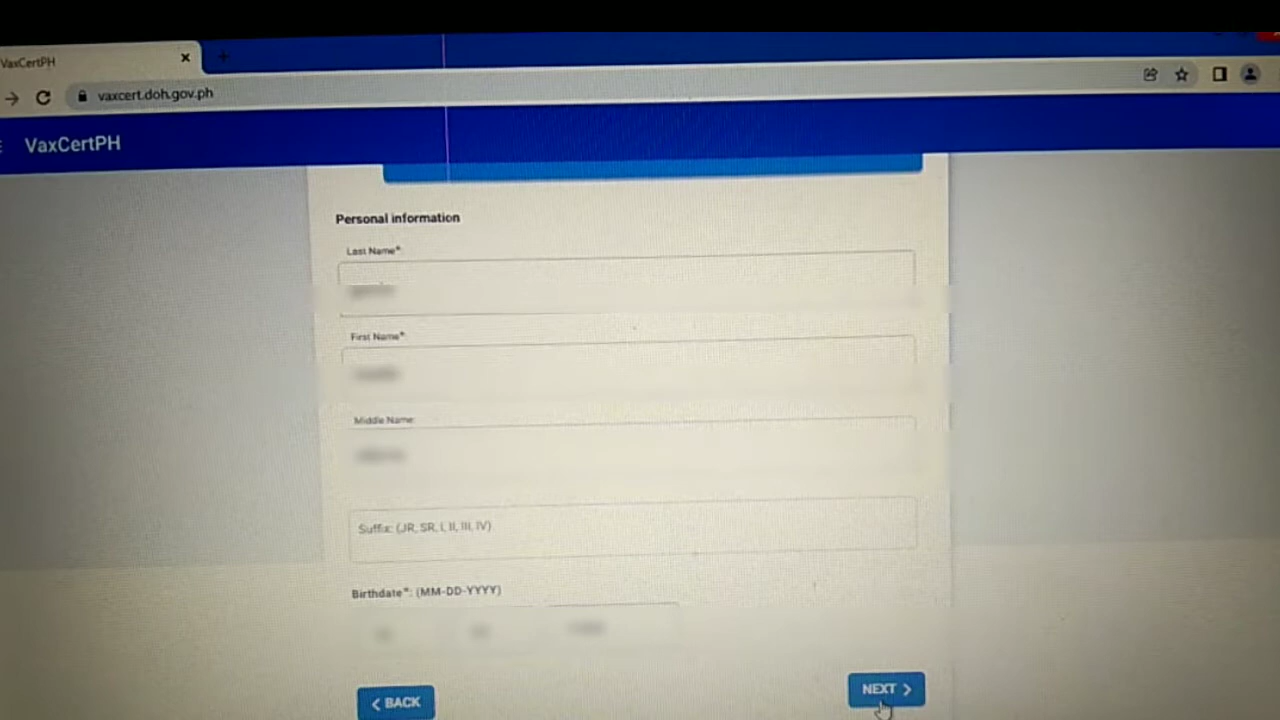 VaxCertPH
vaxcert.doh.gov.ph
VaxCertPH
Personal information
Last Name*
First Name*
Middle Name
Suffix: (JR, SR, I, II, III, IV)
Birthdate*: (MM-DD-YYYY)
BACK
NEXT